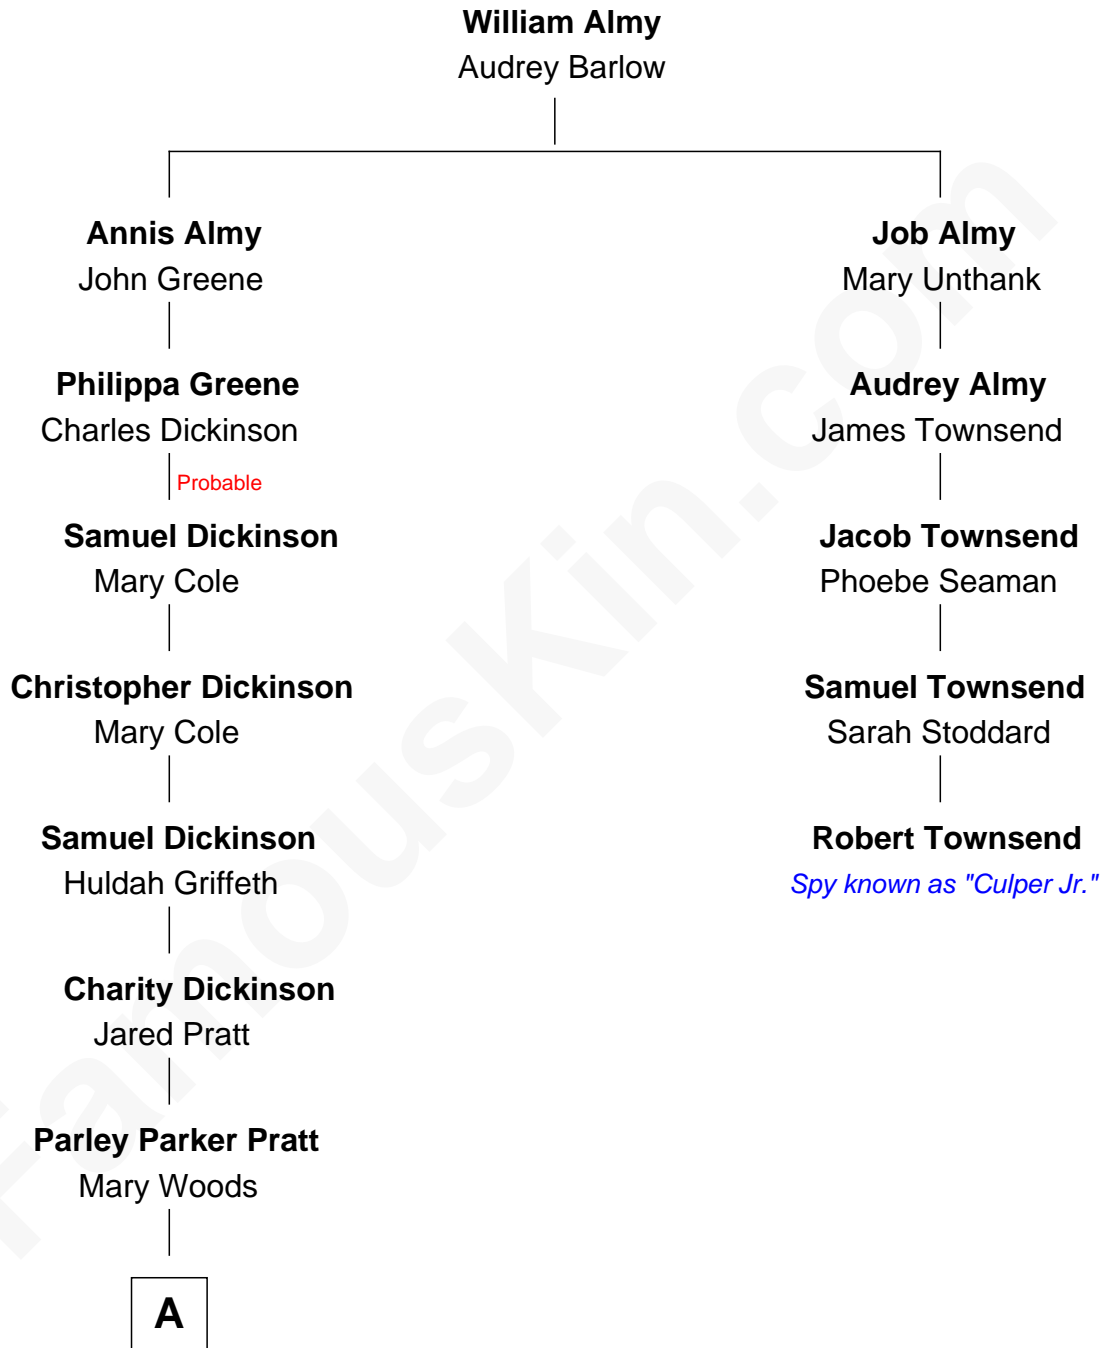 William Almy
Audrey Barlow
Annis Almy
John Greene
Philippa Greene
Charles Dickinson
Probable
Samuel Dickinson
Mary Cole
Christopher Dickinson
Mary Cole
Samuel Dickinson
Huldah Griffeth
Charity Dickinson
Jared Pratt
Parley Parker Pratt
Mary Woods
A
Job Almy
Mary Unthank
Audrey Almy
James Townsend
Jacob Townsend
Phoebe Seaman
Samuel Townsend
Sarah Stoddard
Robert Townsend
Spy known as "Culper Jr."
FamousKin.com